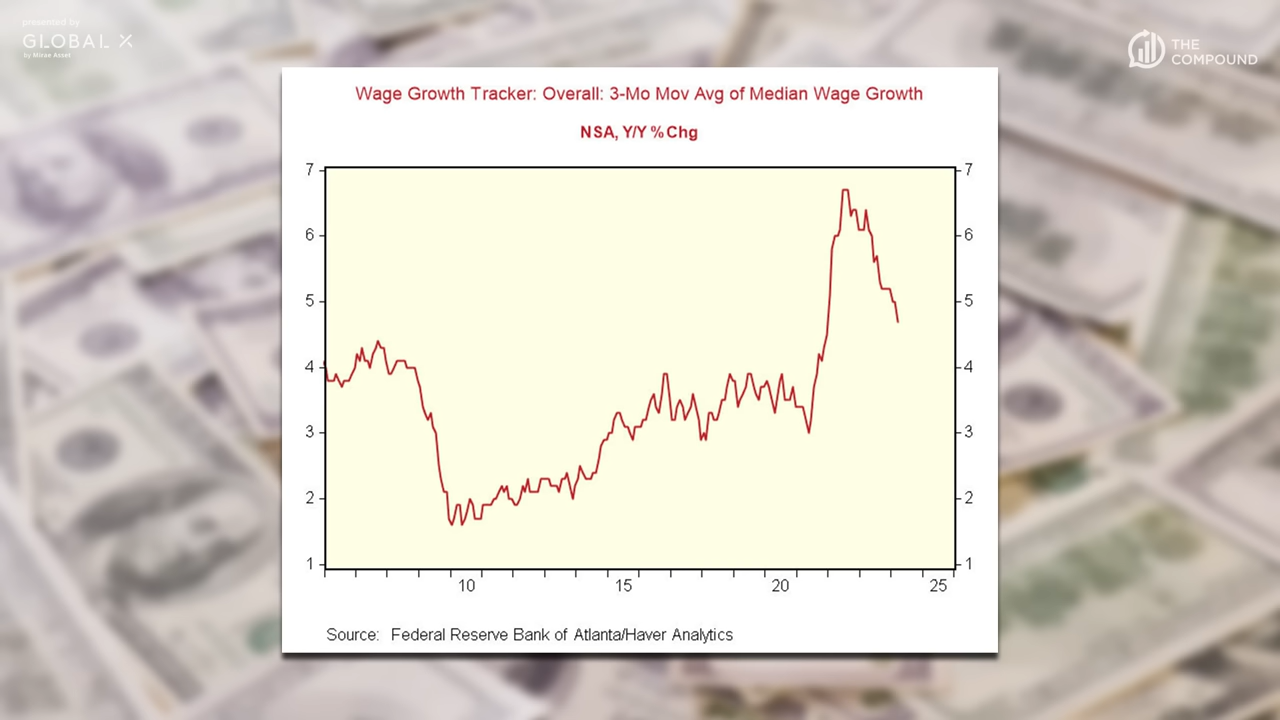 presented by
GLOBAL X
by Mirae Asset
THE
COMPOUND
Wage Growth Tracker: Overall: 3-Mo Mov Avg of Median Wage Growth
NSA, Y/Y %Chg
7 7
6 6
5 5
4 4
3 3
2 2
1 1
10 15 20 25
Source: Federal Reserve Bank of Atlanta/Haver Analytics